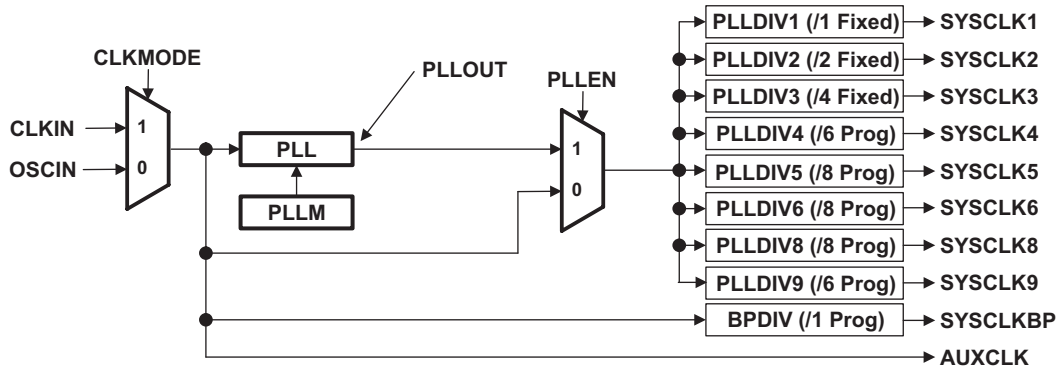 PLLDIV1 (/1 Fixed) SYSCLK1
PLLDIV2 (/2 Fixed) SYSCLK2
CLKMODE
PLLOUT
PLLEN
PLLDIV3 (/4 Fixed) SYSCLK3
CLKIN 1
PLLDIV4 (/6 Prog) SYSCLK4
PLL 1
OSCIN 0
PLLDIV5 (/8 Prog) SYSCLK5
0
PLLM
PLLDIV6 (/8 Prog) SYSCLK6
PLLDIV8 (/8 Prog) SYSCLK8
PLLDIV9 (/6 Prog) SYSCLK9
BPDIV (/1 Prog) SYSCLKBP
AUXCLK